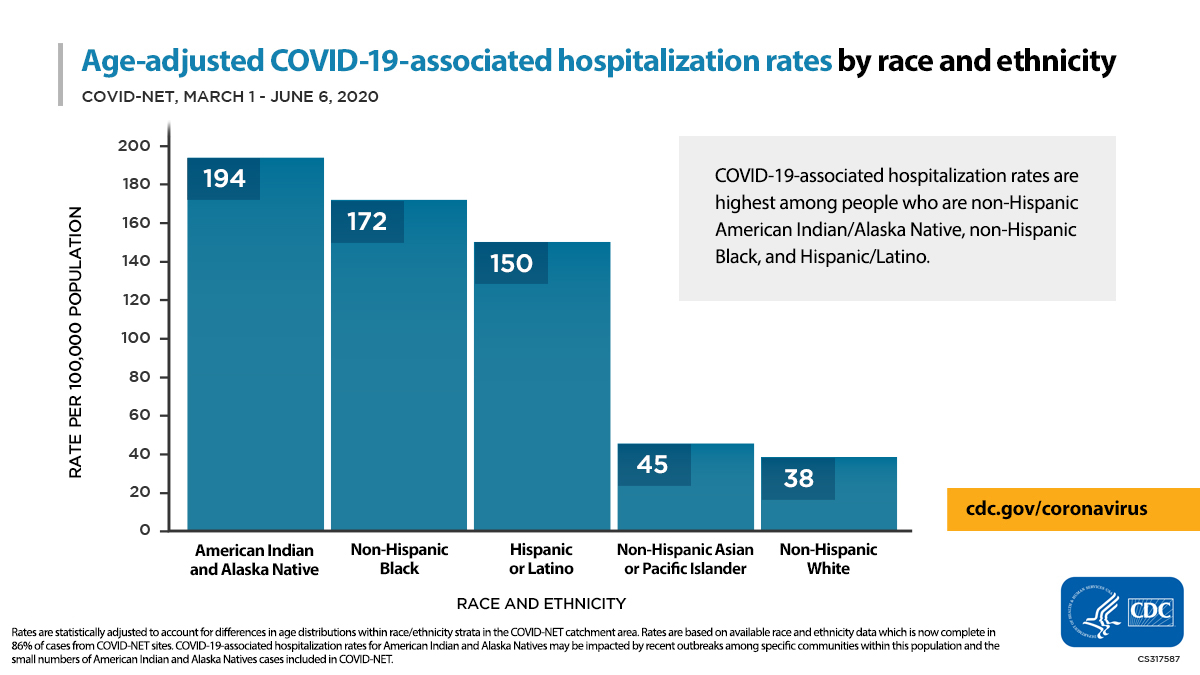 Age-adjusted COVID-19-associated hospitalization rates by race and ethnicity
COVID-NET, MARCH 1 - JUNE 6, 2020
RATE PER 100,000 POPULATION
200
180
160
140
120
100
80
60
40
20
0
194
172
150
45
38
COVID-19-associated hospitalization rates are
highest among people who are non-Hispanic
American Indian/Alaska Native, non-Hispanic
Black, and Hispanic/Latino.
cdc.gov/coronavirus
American Indian
and Alaska Native
Non-Hispanic
Black
Hispanic
or Latino
Non-Hispanic Asian
or Pacific Islander
Non-Hispanic
White
RACE AND ETHNICITY
CDC
Rates are statistically adjusted to account for differences in age distributions within race/ethnicity strata in the COVID-NET catchment area. Rates are based on available race and ethnicity data which is now complete in
86% of cases from COVID-NET sites. COVID-19-associated hospitalization rates for American Indian and Alaska Natives may be impacted by recent outbreaks among specific communities within this population and the
small numbers of American Indian and Alaska Natives cases included in COVID-NET.
CS317587